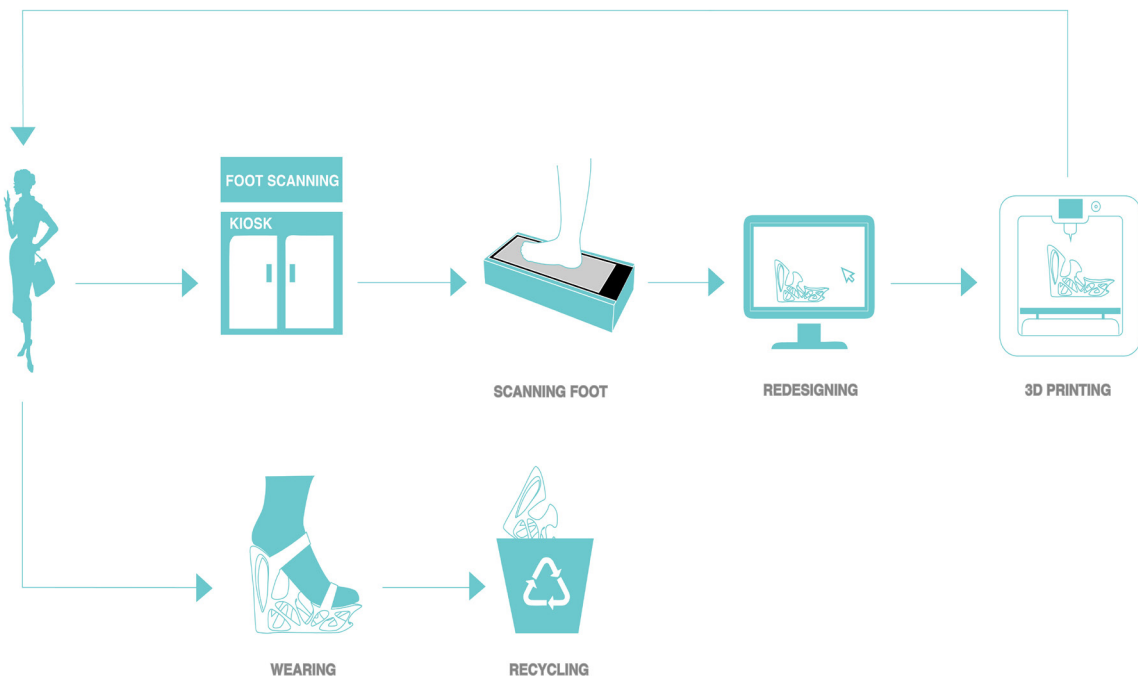 FOOT SCANNING
KIOSK
SCANNING FOOT
REDESIGNING
3D PRINTING
WEARING
RECYCLING